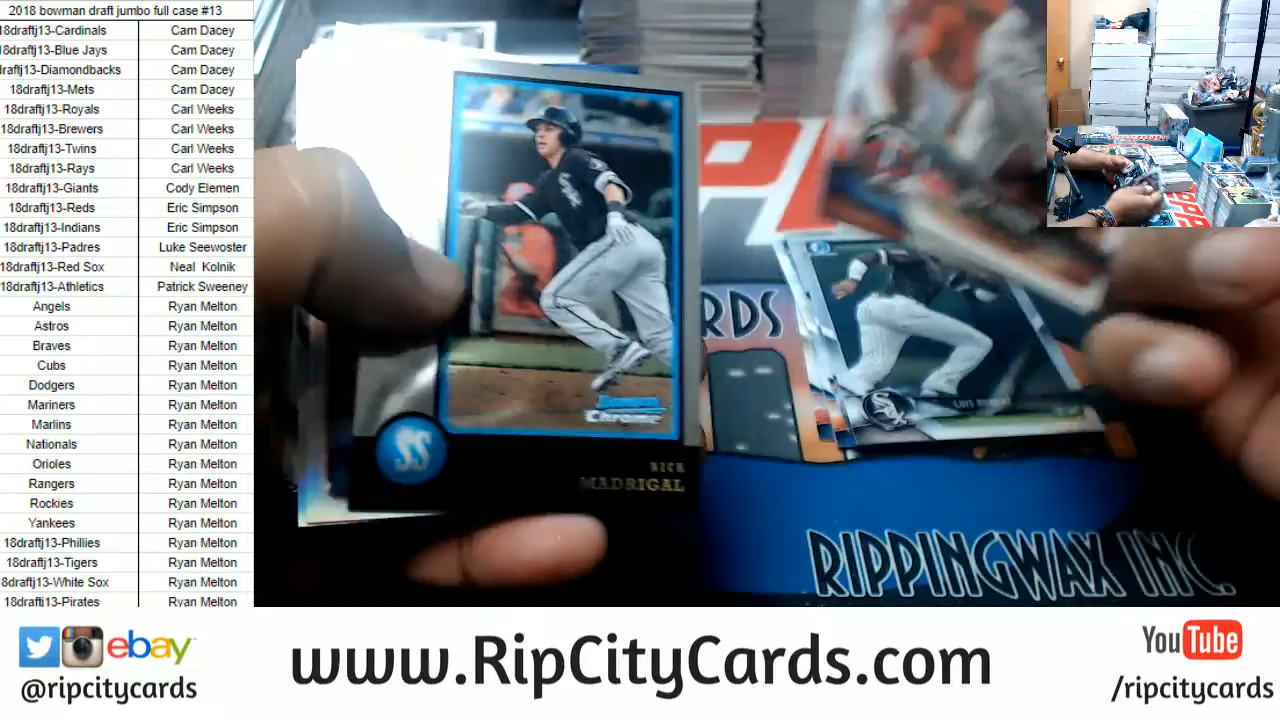 2018 bowman draft jumbo full case #13
18draftj13-Cardinals Cam Dacey
18draftj13-Blue Jays Cam Dacey
raftj13-Diamondbacks Cam Dacey
18draftj13-Mets Cam Dacey
18draftj13-Royals Carl Weeks
18draftj13-Brewers Carl Weeks
18draftj13-Twins Carl Weeks
18draftj13-Rays Carl Weeks
18draftj13-Giants Cody Elemen
18draftj13-Reds Eric Simpson
18draftj13-Indians Eric Simpson
18draftj13-Padres Luke Seewoster
18draftj13-Red Sox Neal Kolnik
18draftj13-Athletics Patrick Sweeney
Angels Ryan Melton
Astros Ryan Melton
Braves Ryan Melton
Cubs Ryan Melton
Dodgers Ryan Melton
Mariners Ryan Melton
Marlins Ryan Melton
Nationals Ryan Melton
Orioles Ryan Melton
Rangers Ryan Melton
Rockies Ryan Melton
Yankees Ryan Melton
18draftj13-Phillies Ryan Melton
18draftj13-Tigers Ryan Melton
8draftj13-White Sox Ryan Melton
18draftj13-Pirates Ryan Melton
Bowman
Chrome
SS
NICK
MADRIGAL
P
RDS
RIPPINGWAX INC.
ebay
@ripcitycards
www.RipCityCards.com
YouTube
/ripcitycards